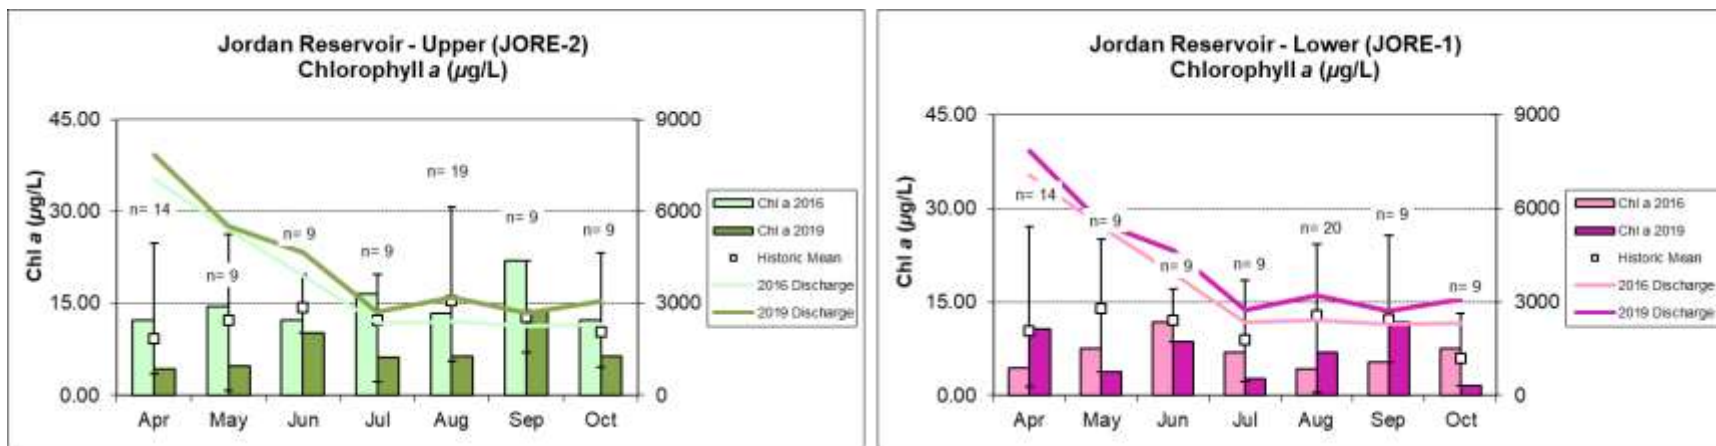 Jordan Reservoir - Upper (JORE-2)
Chlorophyll a (µg/L)
Chl a (µg/L)
45.00
30.00
15.00
0.00
9000
6000
3000
0
n= 14
n= 9
n= 9
n= 9
n= 19
n= 9
n= 9
Apr May Jun Jul Aug Sep Oct
Chl a 2016
Chl a 2019
Historic Mean
2016 Discharge
2019 Discharge
Jordan Reservoir - Lower (JORE-1)
Chlorophyll a (µg/L)
Chl a (µg/L)
45.00
30.00
15.00
0.00
9000
6000
3000
0
n= 14
n= 9
n= 9
n= 9
n= 20
n= 9
n= 9
Apr May Jun Jul Aug Sep Oct
Chl a 2016
Chl a 2019
Historic Mean
2016 Discharge
2019 Discharge